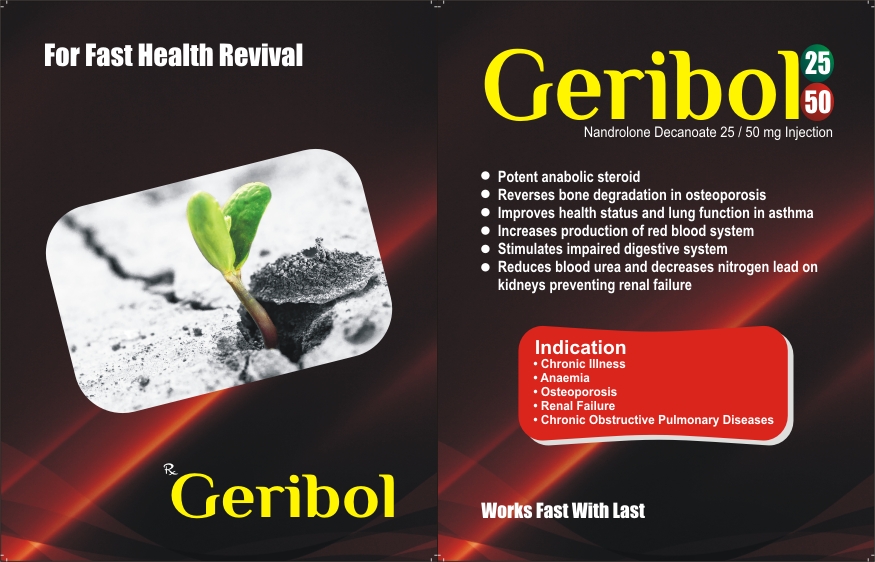 For Fast Health Revival
Rx
Geribol
Geribol 25
50
Nandrolone Decanoate 25 / 50 mg Injection
● Potent anabolic steroid
● Reverses bone degradation in osteoporosis
● Improves health status and lung function in asthma
● Increases production of red blood system
● Stimulates impaired digestive system
● Reduces blood urea and decreases nitrogen lead on
kidneys preventing renal failure
Indication
• Chronic Illness
• Anaemia
• Osteoporosis
• Renal Failure
• Chronic Obstructive Pulmonary Diseases
Works Fast With Last